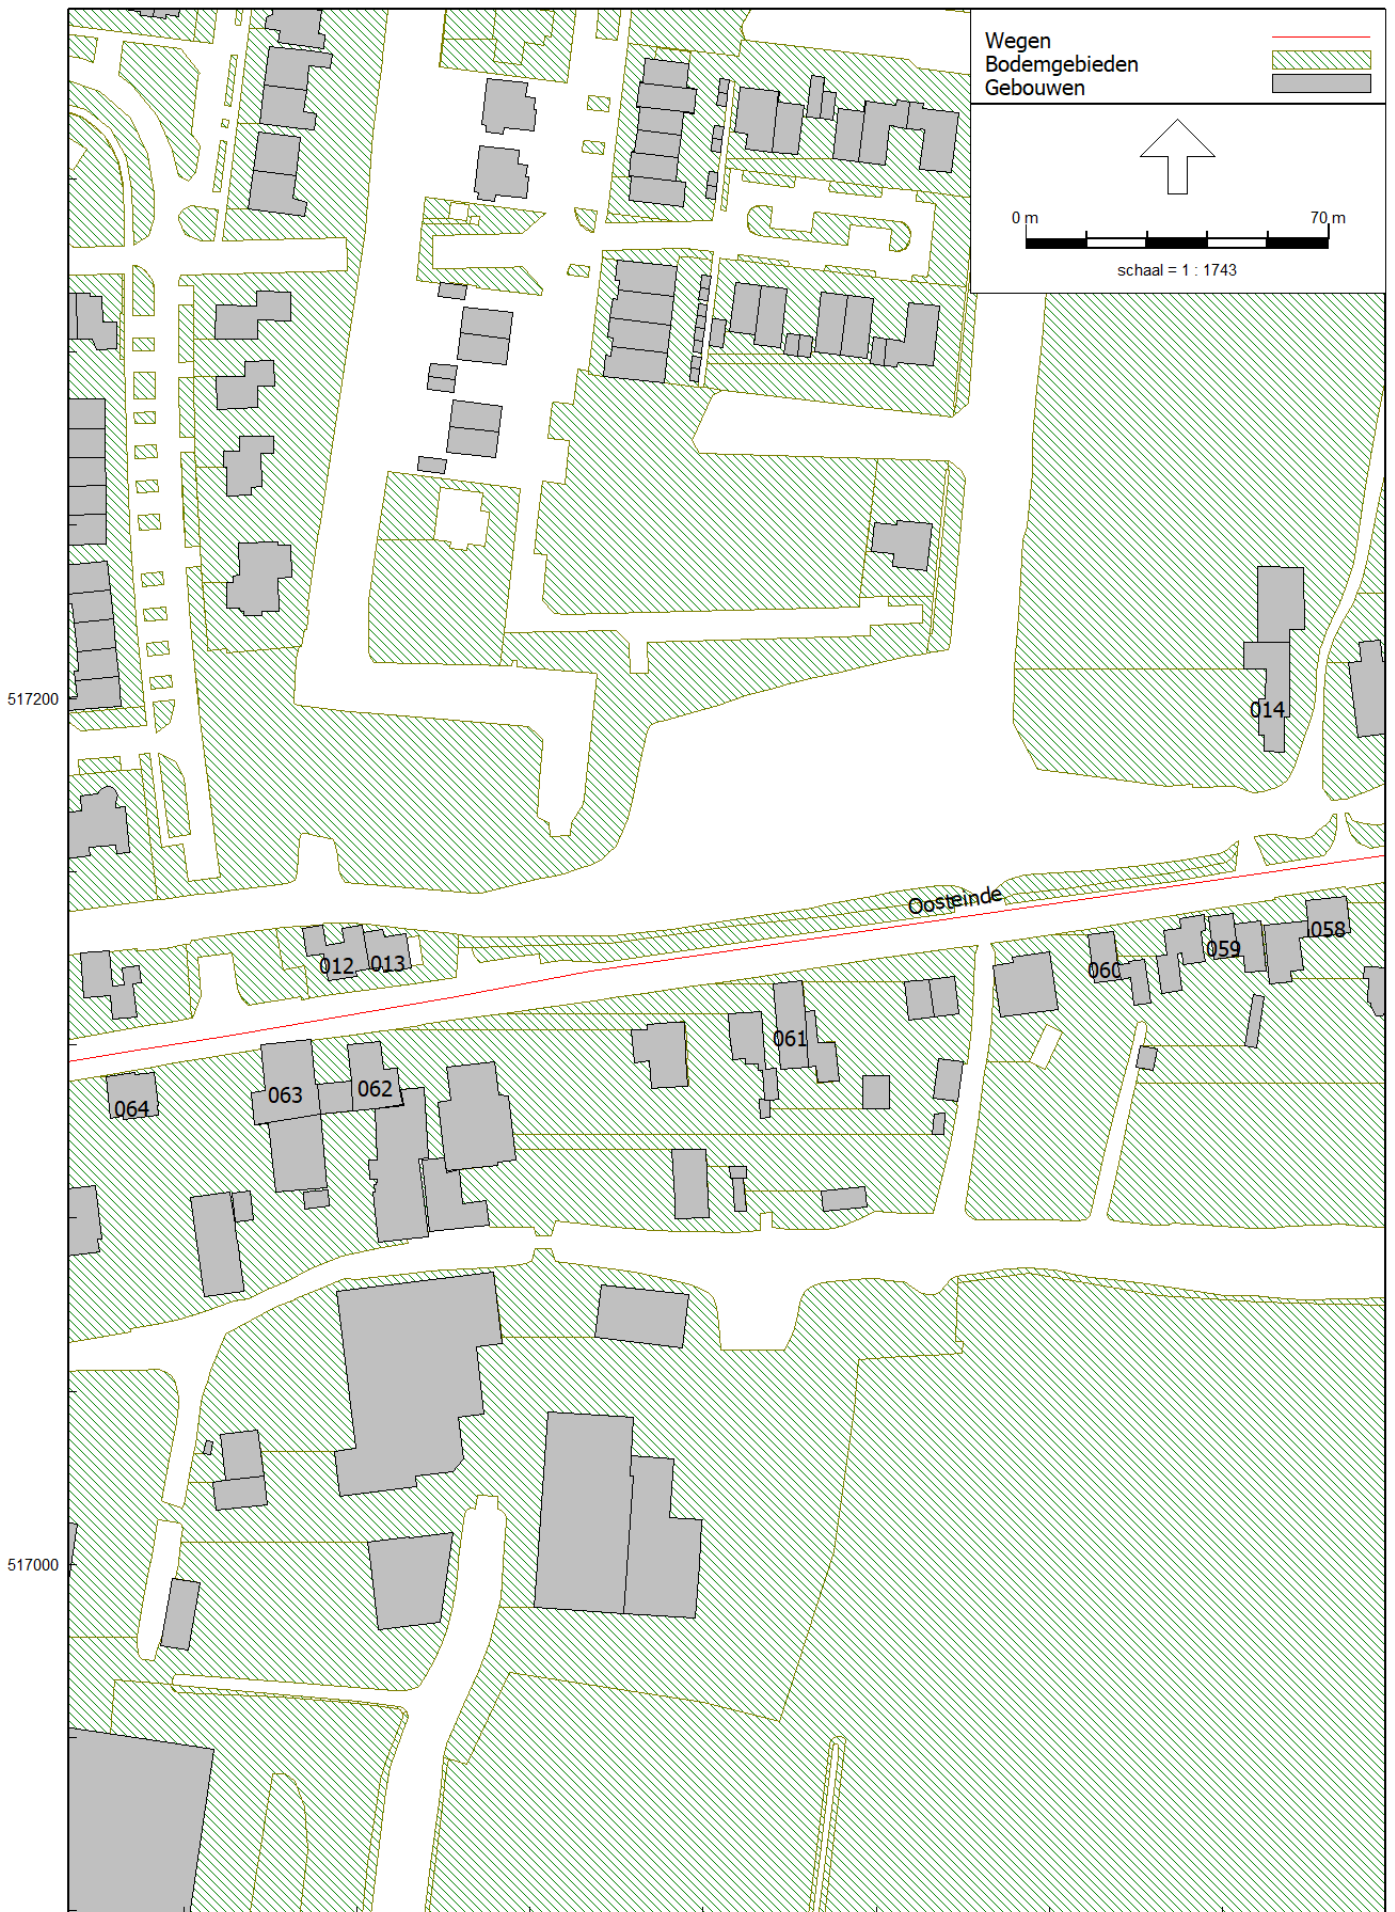 Wegen
Bodemgebieden
Gebouwen
0 m 70 m
schaal = 1 : 1743
517200
014
Oosteinde
012 013
060 059 058
061
064 063 062
517000